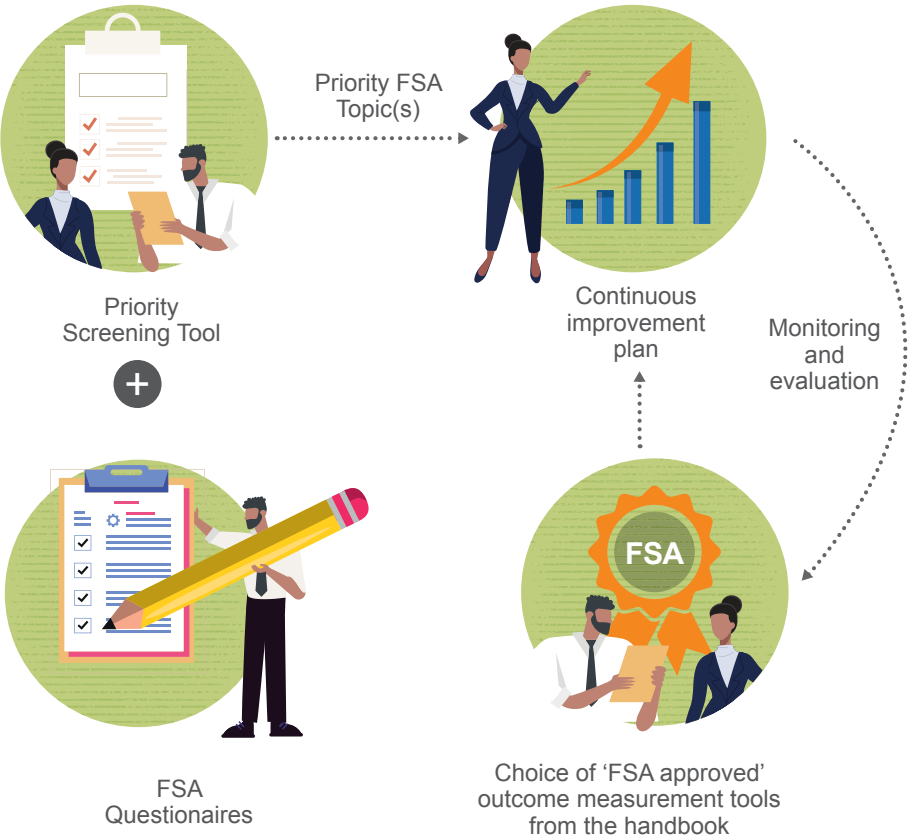 Priority FSA
Topic(s)
Priority
Screening Tool
+
Continuous
improvement
plan
Monitoring
and
evaluation
FSA
FSA
Questionaires
Choice of ‘FSA approved’
outcome measurement tools
from the handbook